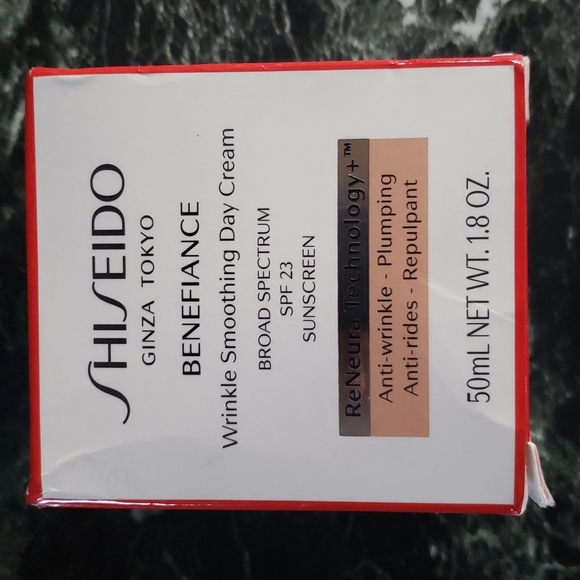 SHISEIDO
GINZA TOKYO
BENEFIANCE
Wrinkle Smoothing Day Cream
BROAD SPECTRUM
SPF 23
SUNSCREEN
ReNeura Technology+™
Anti-wrinkle - Plumping
Anti-rides - Repulpant
50mL NET WT. 1.8 OZ.